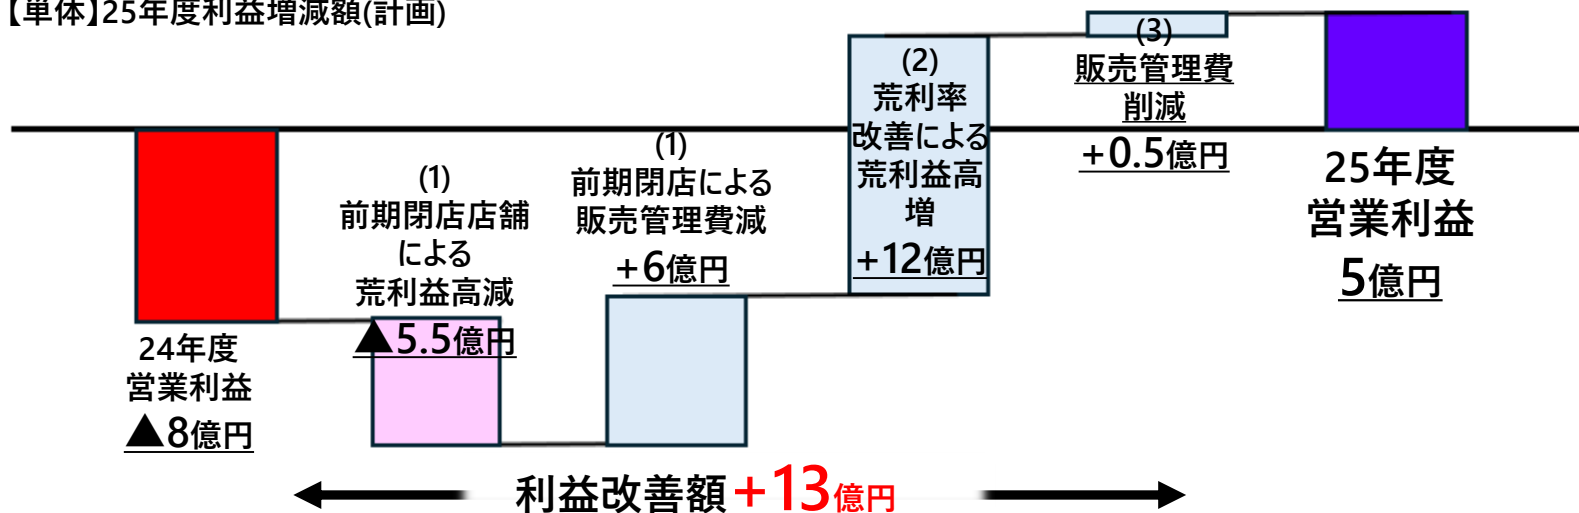 【単体】25年度利益増減額(計画)
24年度
営業利益
▲8億円
(1)
前期閉店店舗
による
荒利益高減
▲5.5億円
(1)
前期閉店による
販売管理費減
+6億円
(2)
荒利率
改善による
荒利益高
増
+12億円
(3)
販売管理費
削減
+0.5億円
25年度
営業利益
5億円
利益改善額+13億円